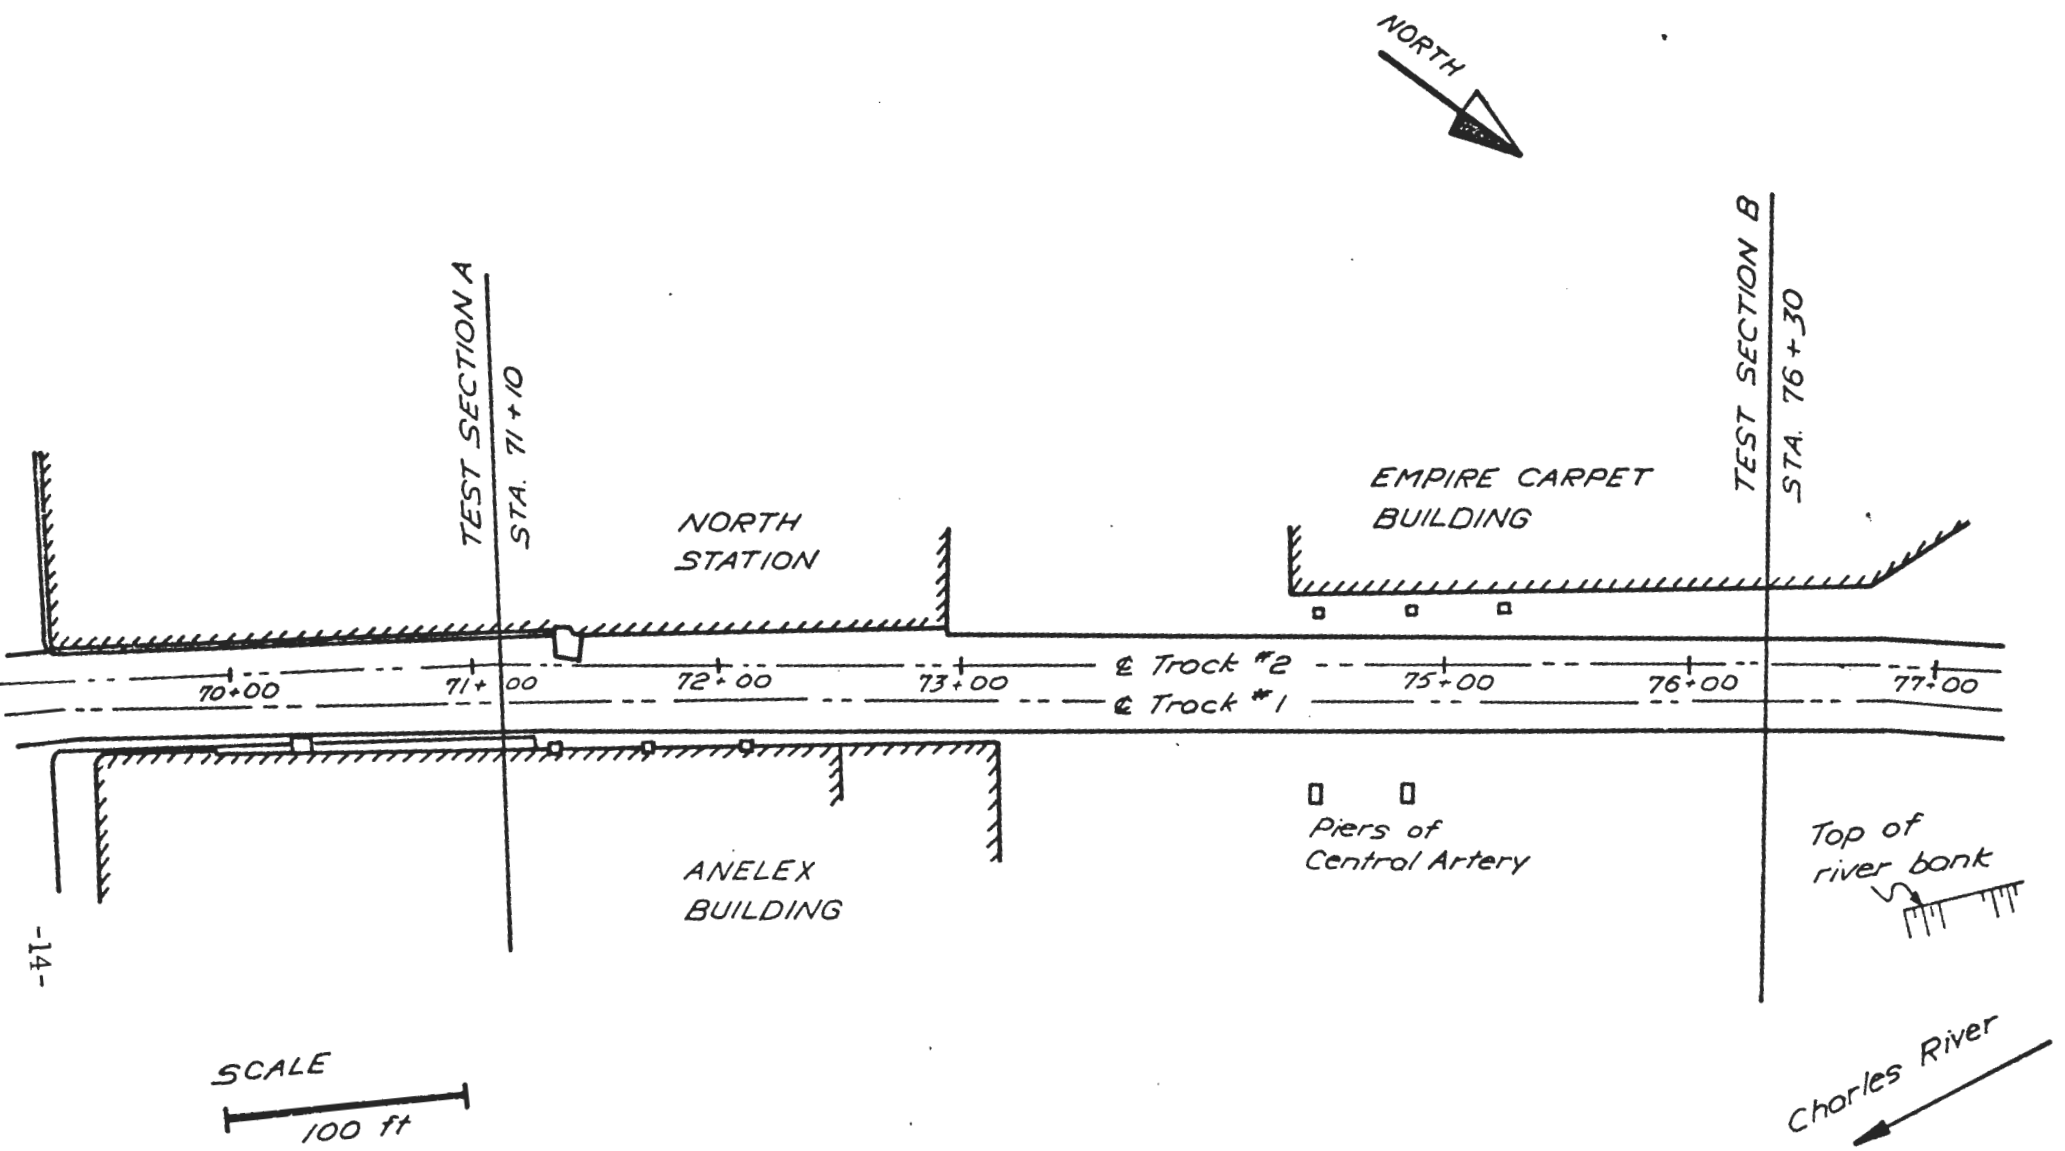 NORTH
TEST SECTION A
STA. 71+10
TEST SECTION B
STA. 76+30
NORTH
STATION
EMPIRE CARPET
BUILDING
70+00
71+00
72+00
73+00
℄ Track #2
75+00
76+00
77+00
℄ Track #1
ANELEX
BUILDING
Piers of
Central Artery
Top of
river bank
-14-
SCALE
100 ft
Charles River